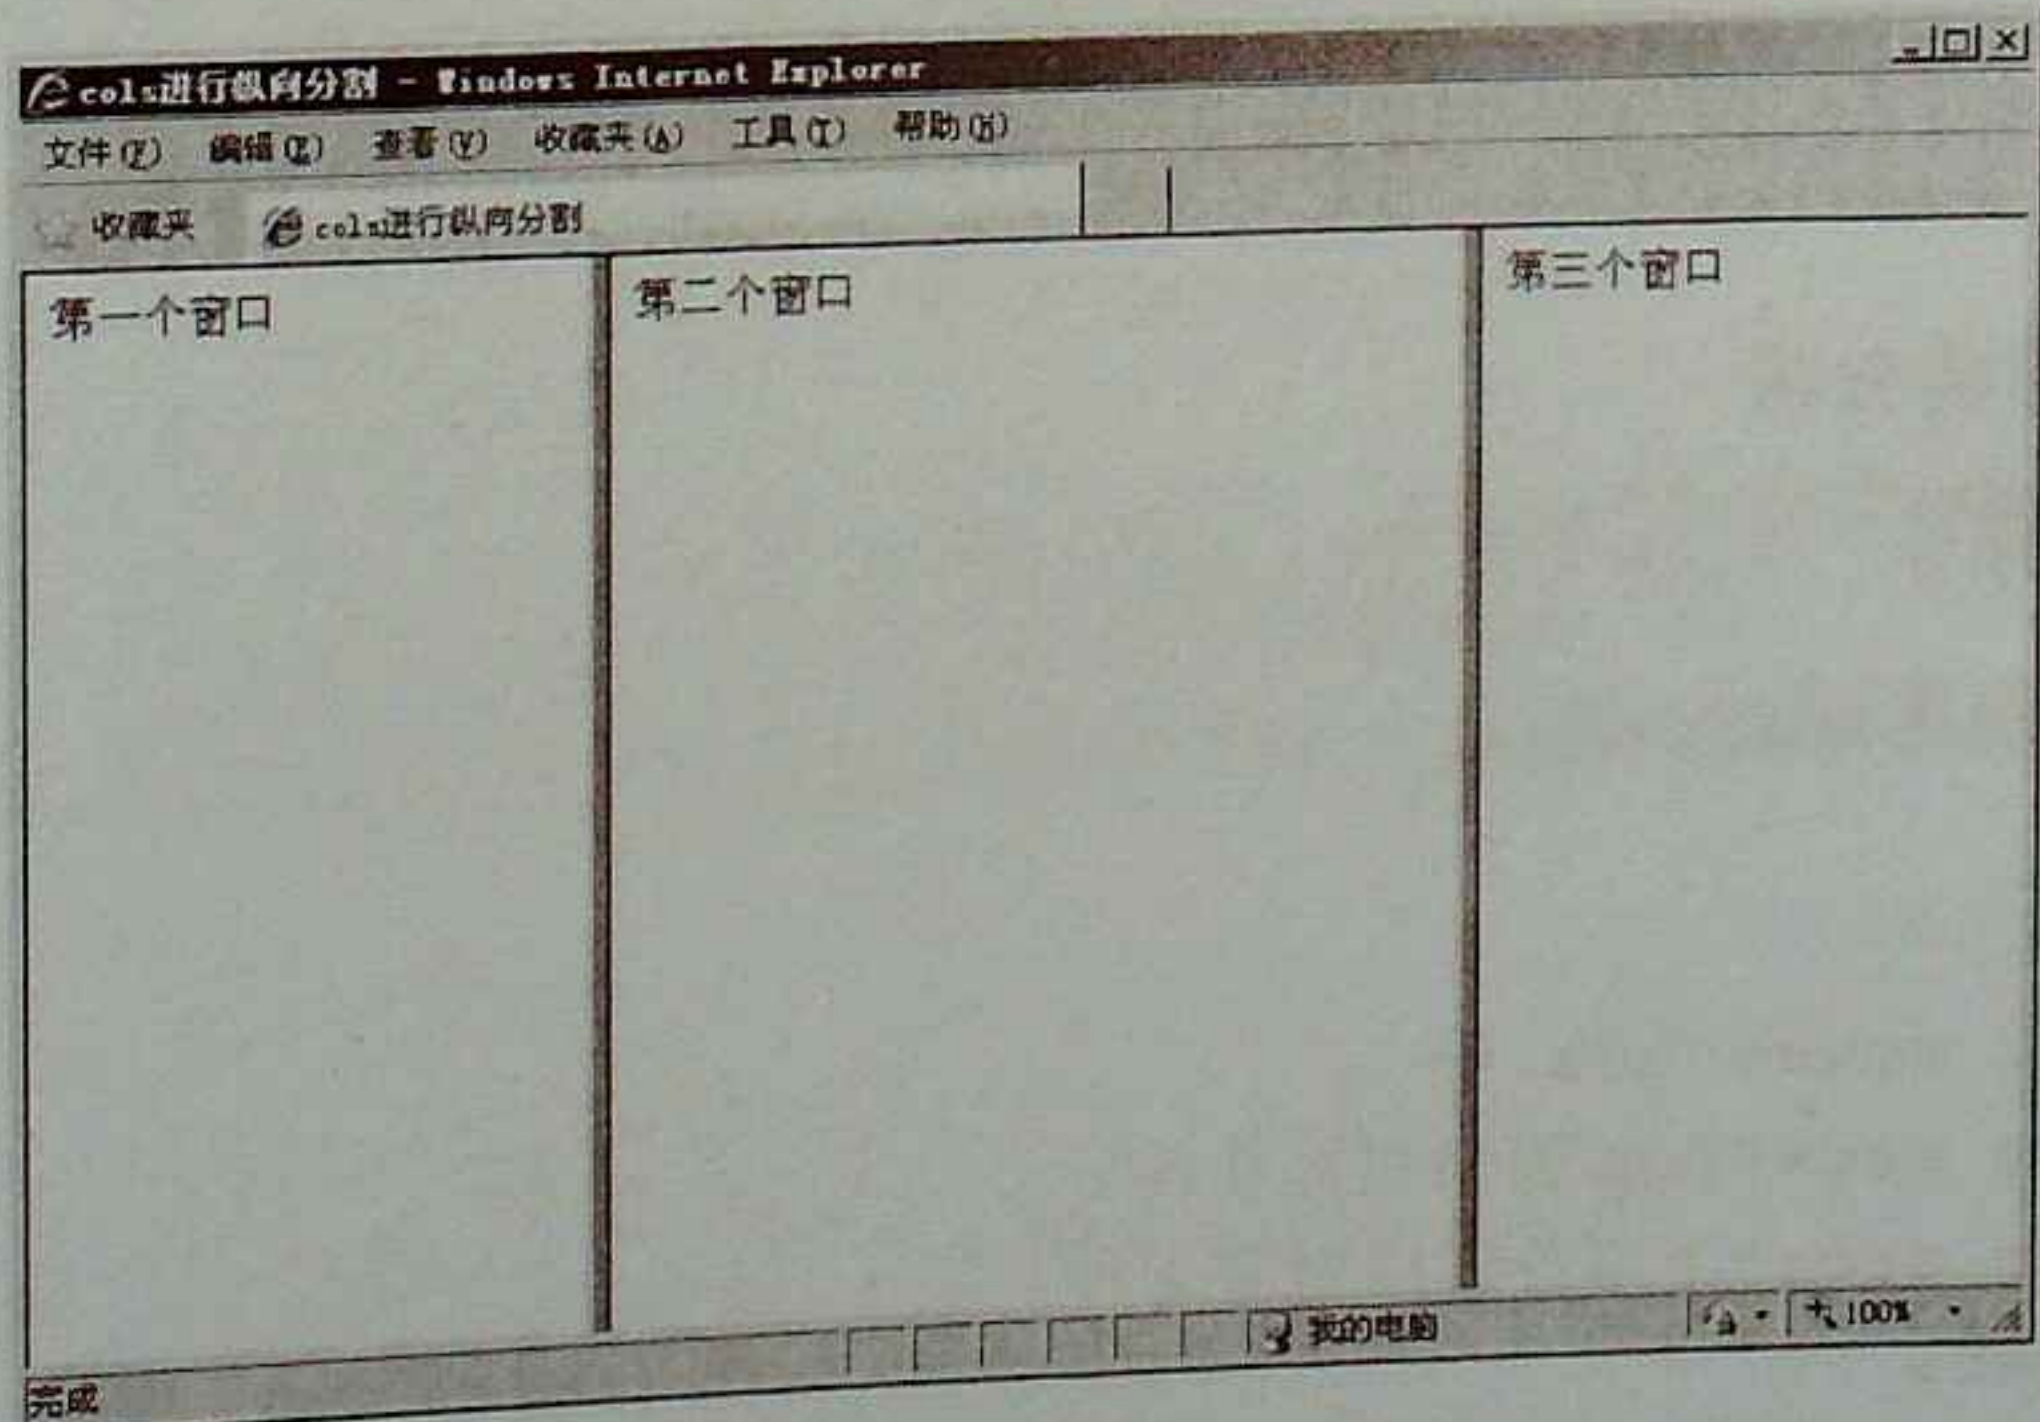 cols进行纵向分割 - Windows Internet Explorer
文件(F) 编辑(E) 查看(V) 收藏夹(A) 工具(T) 帮助(H)
收藏夹 cols进行纵向分割
第一个窗口 第二个窗口 第三个窗口
我的电脑 100%
完成